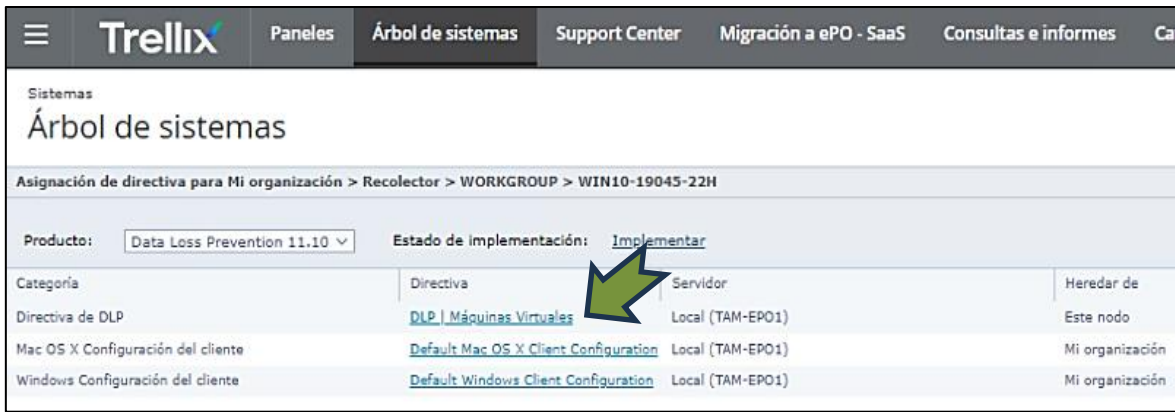 Trellix Paneles Árbol de sistemas Support Center Migración a ePO - SaaS Consultas e informes Ca
Sistemas
Árbol de sistemas
Asignación de directiva para Mi organización > Recolector > WORKGROUP > WIN10-19045-22H
Producto: Data Loss Prevention 11.10 Estado de implementación: Implementar
Categoría Directiva Servidor Heredar de
Directiva de DLP DLP | Máquinas Virtuales Local (TAM-EPO1) Este nodo
Mac OS X Configuración del cliente Default Mac OS X Client Configuration Local (TAM-EPO1) Mi organización
Windows Configuración del cliente Default Windows Client Configuration Local (TAM-EPO1) Mi organización